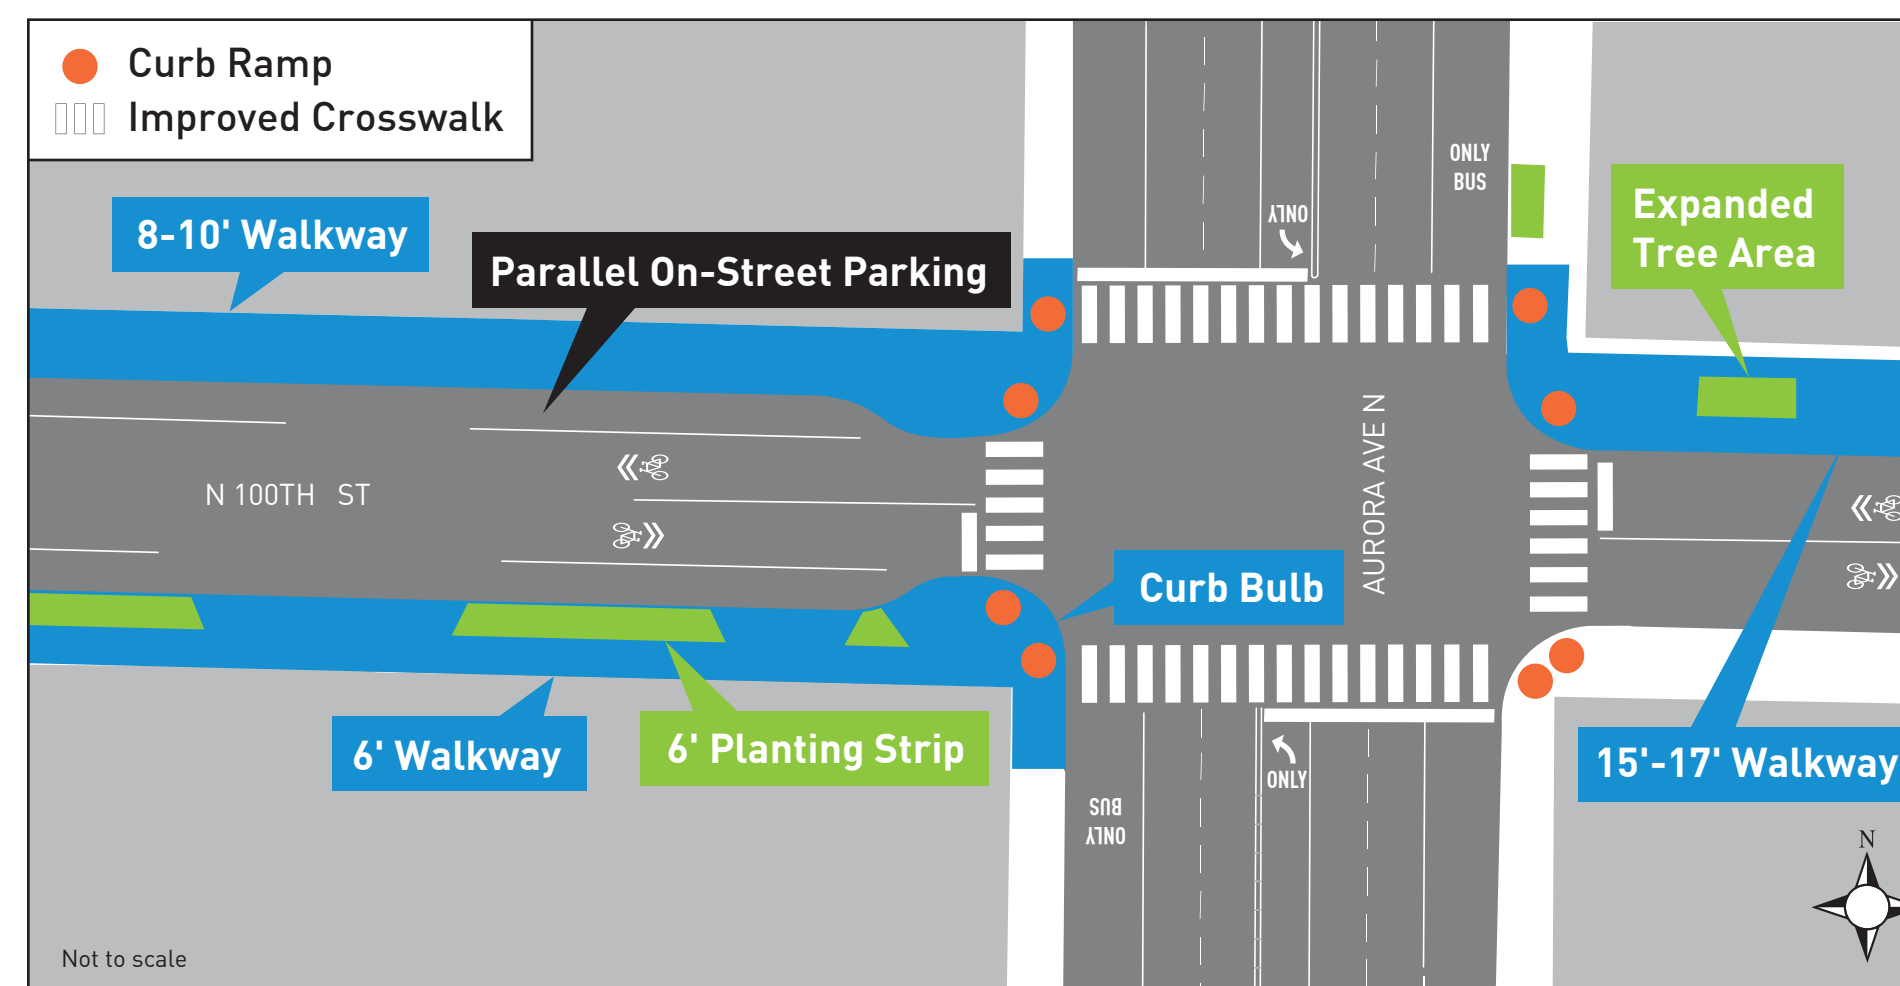 Curb Ramp
Improved Crosswalk
ONLY
BUS
8-10' Walkway
Expanded
Tree Area
ONLY
Parallel On-Street Parking
N 100TH ST
AURORA AVE N
Curb Bulb
6' Walkway
6' Planting Strip
15'-17' Walkway
ONLY
BUS
ONLY
N
Not to scale